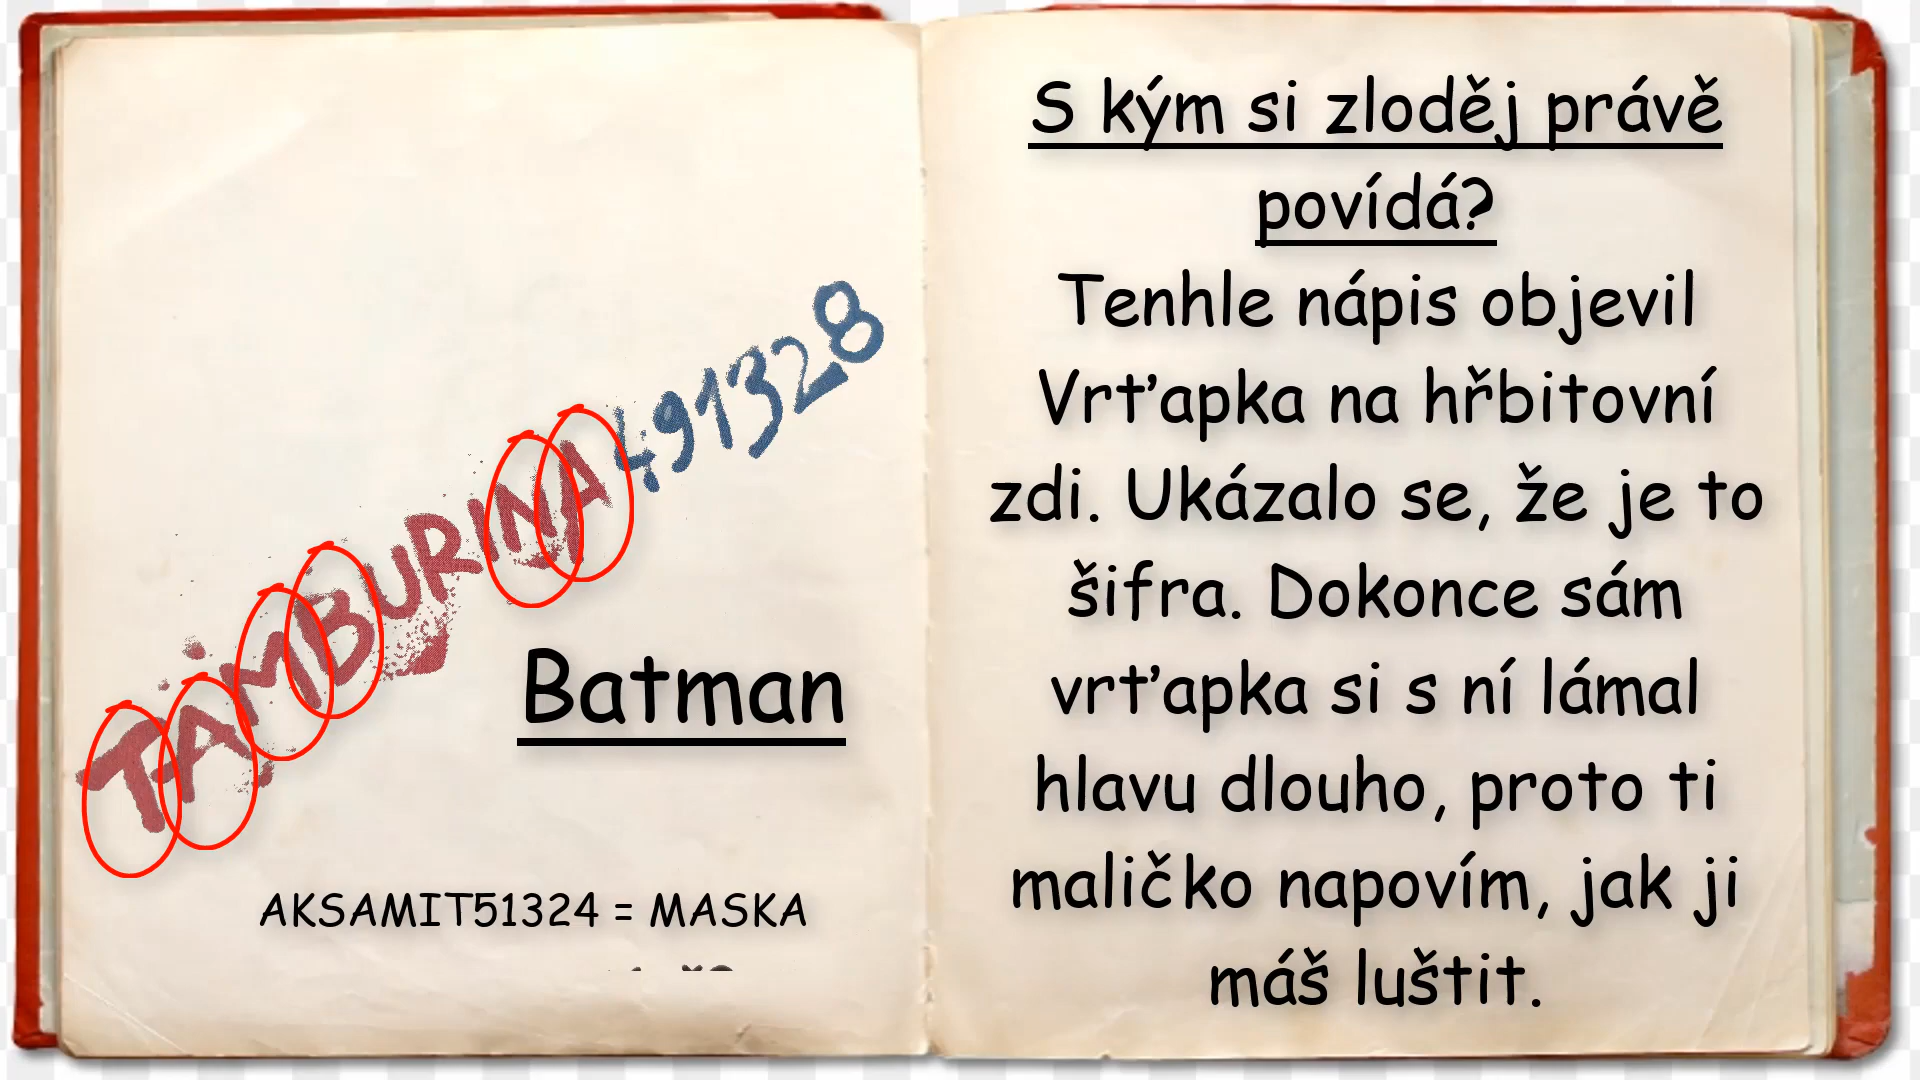 TAMBURINA491328
Batman
AKSAMIT51324 = MASKA
S kým si zloděj právě
povídá?
Tenhle nápis objevil
Vrťapka na hřbitovní
zdi. Ukázalo se, že je to
šifra. Dokonce sám
vrťapka si s ní lámal
hlavu dlouho, proto ti
maličko napovím, jak ji
máš luštit.